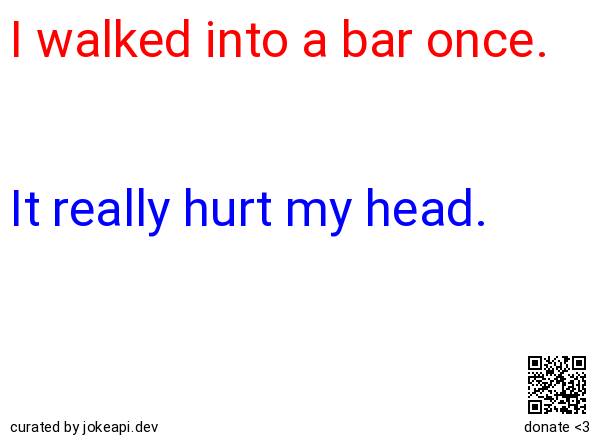 I walked into a bar once.
It really hurt my head.
curated by jokeapi.dev
donate <3